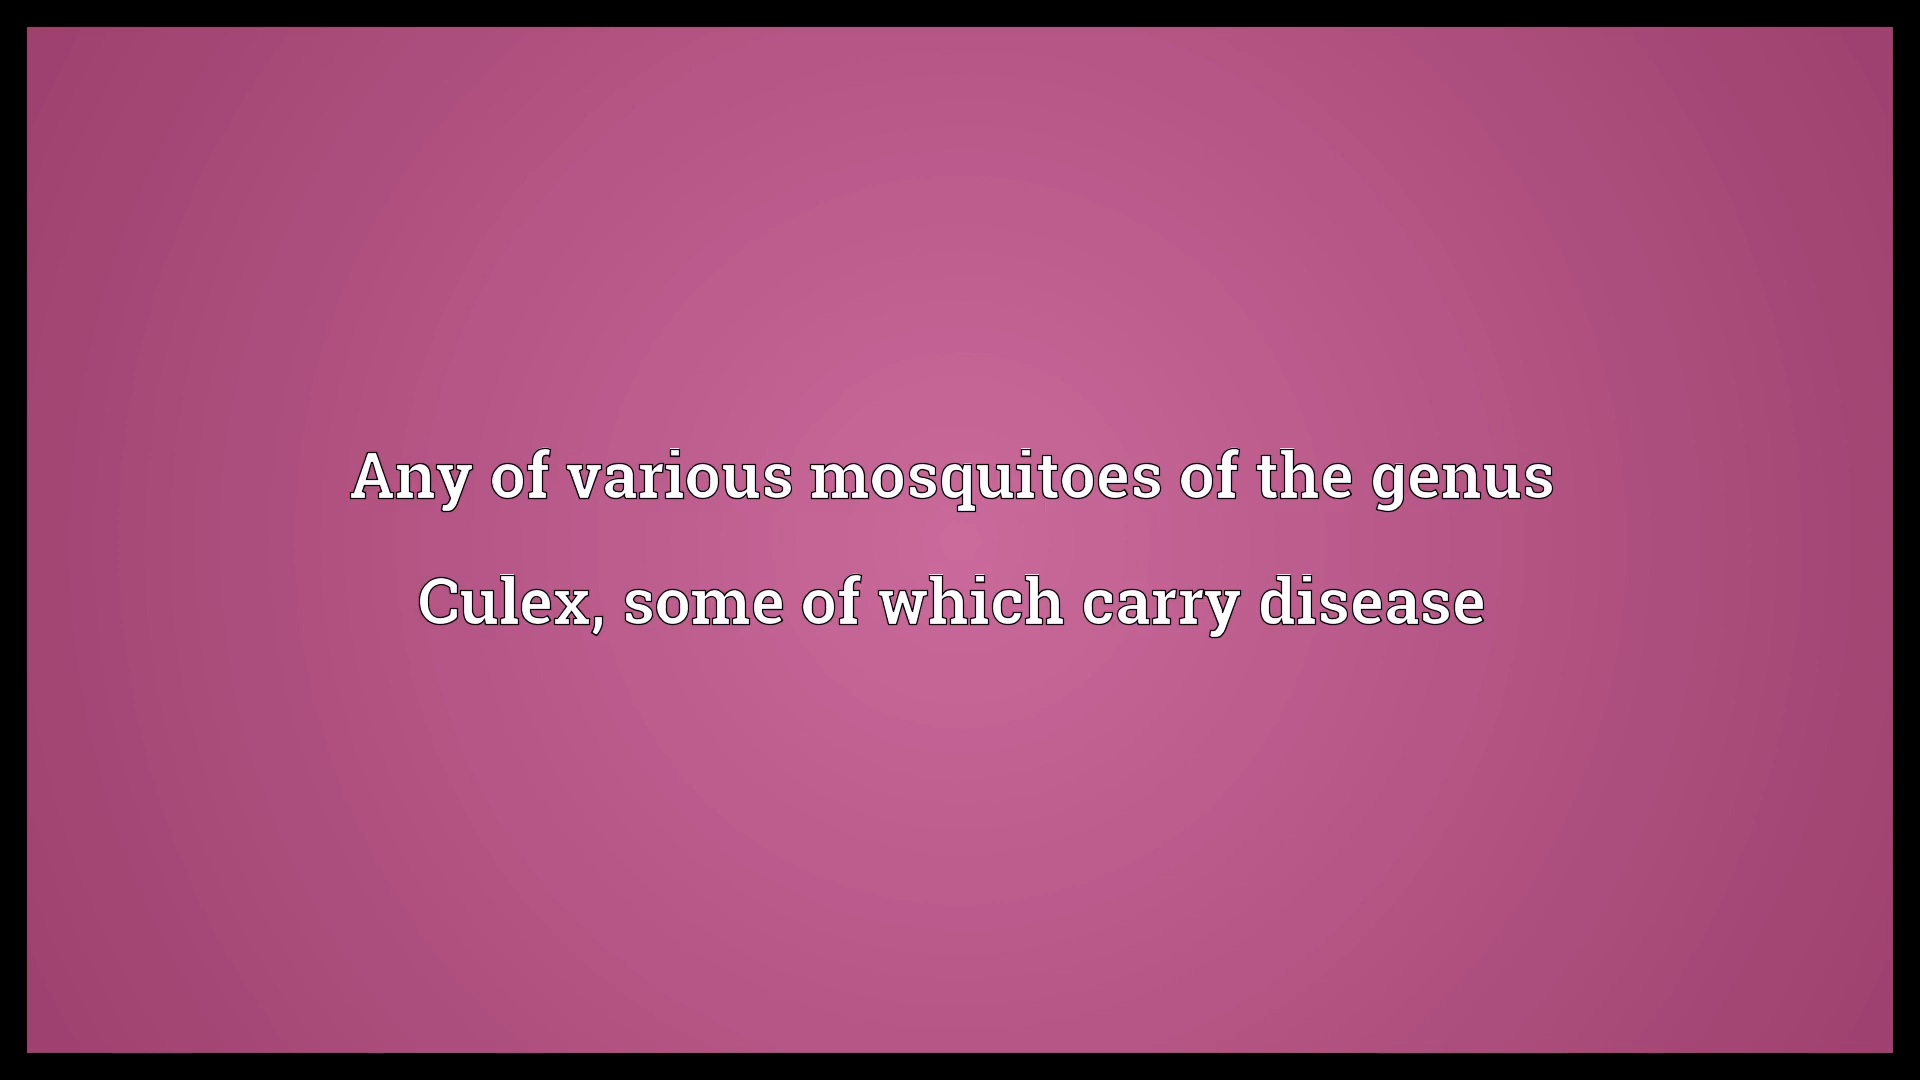 Any of various mosquitoes of the genus
Culex, some of which carry disease